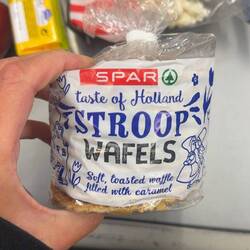 SPAR
taste of Holland
STROOP
WAFELS
Soft, toasted waffle
filled with caramel